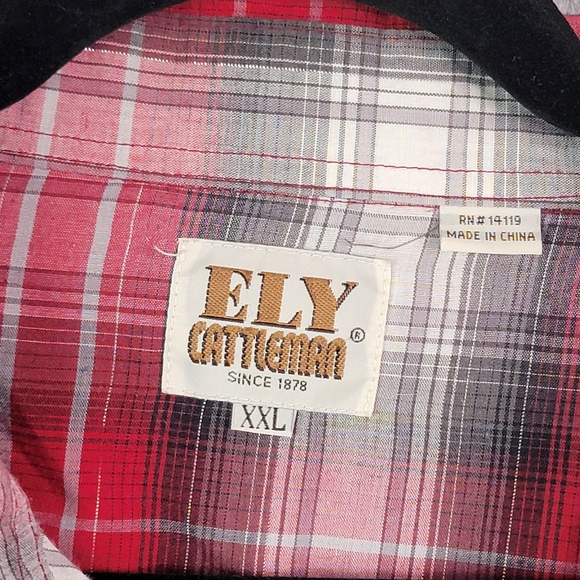 RN# 14119
MADE IN CHINA
ELY
CATTLEMAN®
SINCE 1878
XXL